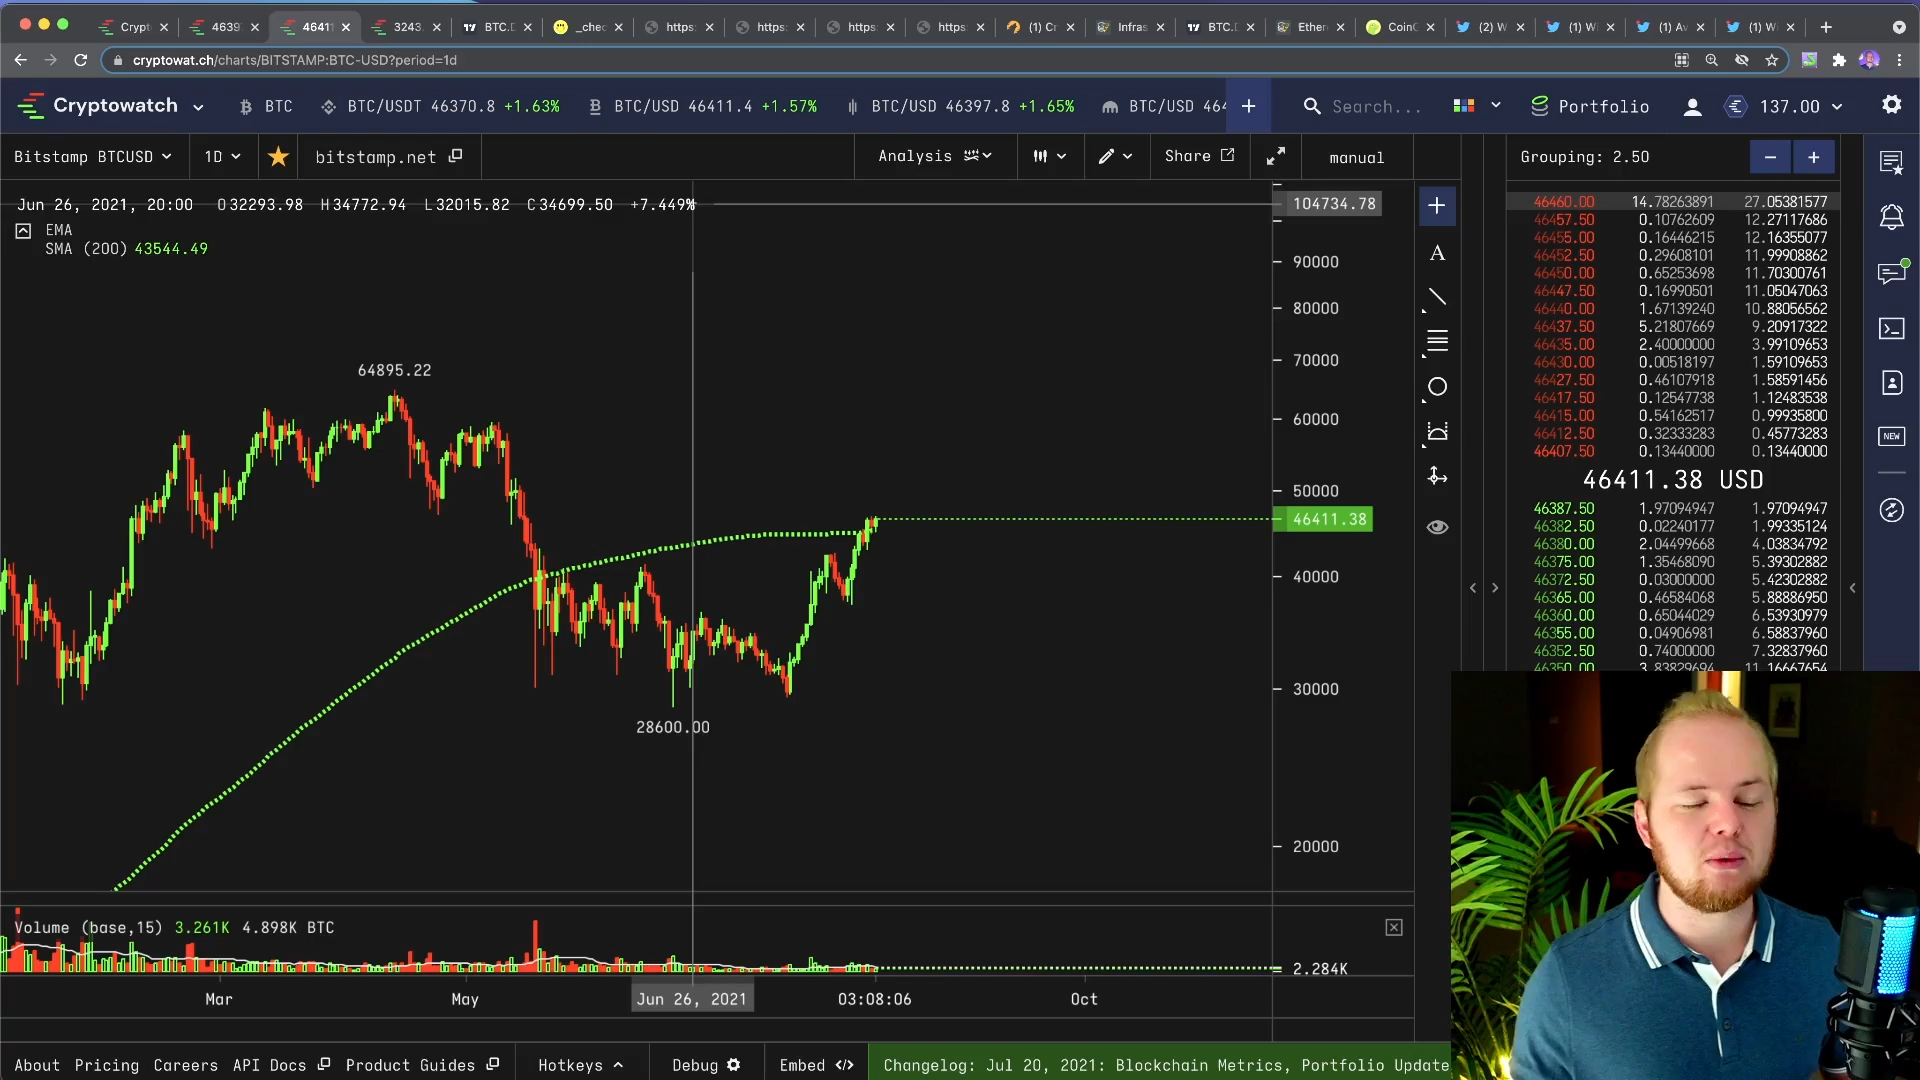 Crypt
4639
4641
3243.
BTC.D
_chec
https:
https:
https:
https:
(1) Cr
Infras
BTC.D
Ether
CoinG
(2) W
(1) Wi
(1) Av
(1) W
cryptowat.ch/charts/BITSTAMP:BTC-USD?period=1d
Cryptowatch
BTC
BTC/USDT 46370.8 +1.63%
BTC/USD 46411.4 +1.57%
BTC/USD 46397.8 +1.65%
BTC/USD 464
+
Search...
Portfolio
137.00
Bitstamp BTCUSD
1D
bitstamp.net
Analysis
Share
manual
Grouping: 2.50
− +
Jun 26, 2021, 20:00 O32293.98 H34772.94 L32015.82 C34699.50 +7.449%
EMA
SMA (200) 43544.49
104734.78
90000
80000
70000
60000
50000
46411.38
40000
30000
20000
64895.22
28600.00
A
46460.00 14.78263891 27.05381577
46457.50 0.10762609 12.27117686
46455.00 0.16446215 12.16355077
46452.50 0.29608101 11.99908862
46450.00 0.65253698 11.70300761
46447.50 0.16990501 11.05047063
46440.00 1.67139240 10.88056562
46437.50 5.21807669 9.20917322
46435.00 2.40000000 3.99109653
46430.00 0.00518197 1.59109653
46427.50 0.46107918 1.58591456
46417.50 0.12547738 1.12483538
46415.00 0.54162517 0.99935800
46412.50 0.32333283 0.45773283
46407.50 0.13440000 0.13440000
46411.38 USD
46387.50 1.97094947 1.97094947
46382.50 0.02240177 1.99335124
46380.00 2.04499668 4.03834792
46375.00 1.35468090 5.39302882
46372.50 0.03000000 5.42302882
46365.00 0.46584068 5.88886950
46360.00 0.65044029 6.53930979
46355.00 0.04906981 6.58837960
46352.50 0.74000000 7.32837960
46350.00 3.83829694 11.16667654
NEW
Volume (base,15) 3.261K 4.898K BTC
2.284K
Mar
May
Jun 26, 2021
03:08:06
Oct
About
Pricing
Careers
API Docs
Product Guides
Hotkeys
Debug
Embed
Changelog: Jul 20, 2021: Blockchain Metrics, Portfolio Update